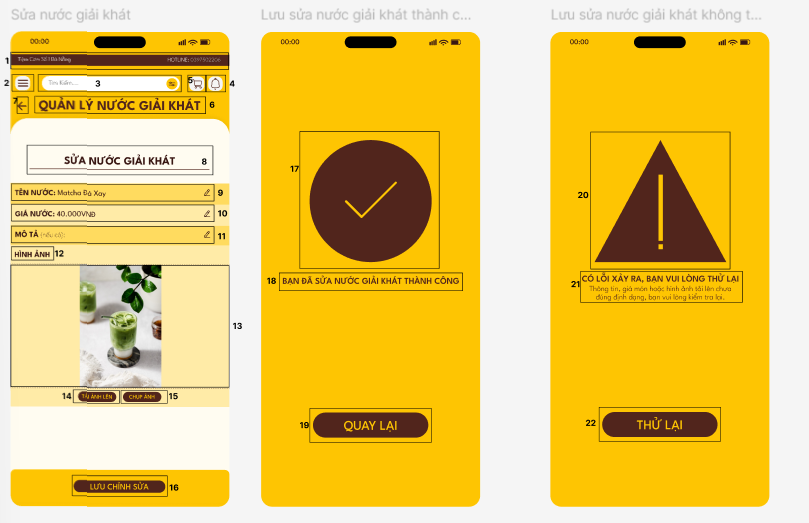 Sửa nước giải khát
Lưu sửa nước giải khát thành c...
Lưu sửa nước giải khát không t...
00:00
00:00
00:00
1
HOTLINE: 0397502206
2
Tìm Kiếm.....
3
5
4
7
QUẢN LÝ NƯỚC GIẢI KHÁT
6
SỬA NƯỚC GIẢI KHÁT
8
TÊN NƯỚC: Matcha Đá Xay
9
GIÁ NƯỚC: 40.000VNĐ
10
MÔ TẢ (nếu có):
11
HÌNH ẢNH
12
13
14
TẢI ẢNH LÊN
CHỤP ẢNH
15
LƯU CHỈNH SỬA
16
17
18
BẠN ĐÃ SỬA NƯỚC GIẢI KHÁT THÀNH CÔNG
19
QUAY LẠI
20
21
CÓ LỖI XẢY RA, BẠN VUI LÒNG THỬ LẠI
Thông tin, giá món hoặc hình ảnh tải lên chưa
đúng định dạng, bạn vui lòng kiểm tra lại.
22
THỬ LẠI